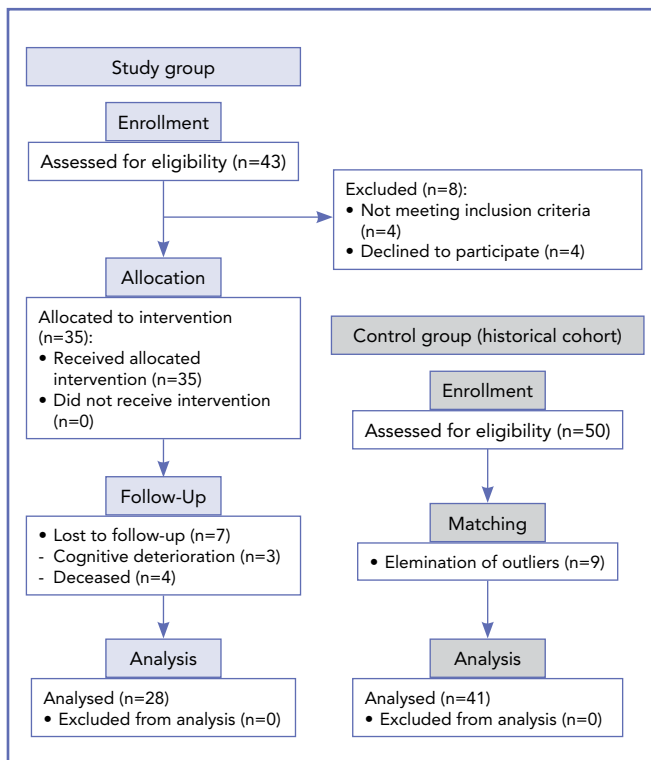 Study group
Enrollment
Assessed for eligibility (n=43)
Excluded (n=8):
• Not meeting inclusion criteria
(n=4)
• Declined to participate (n=4)
Allocation
Allocated to intervention
(n=35):
• Received allocated
intervention (n=35)
• Did not receive intervention
(n=0)
Follow-Up
• Lost to follow-up (n=7)
- Cognitive deterioration (n=3)
- Deceased (n=4)
Analysis
Analysed (n=28)
• Excluded from analysis (n=0)
Control group (historical cohort)
Enrollment
Assessed for eligibility (n=50)
Matching
• Elemination of outliers (n=9)
Analysis
Analysed (n=41)
• Excluded from analysis (n=0)